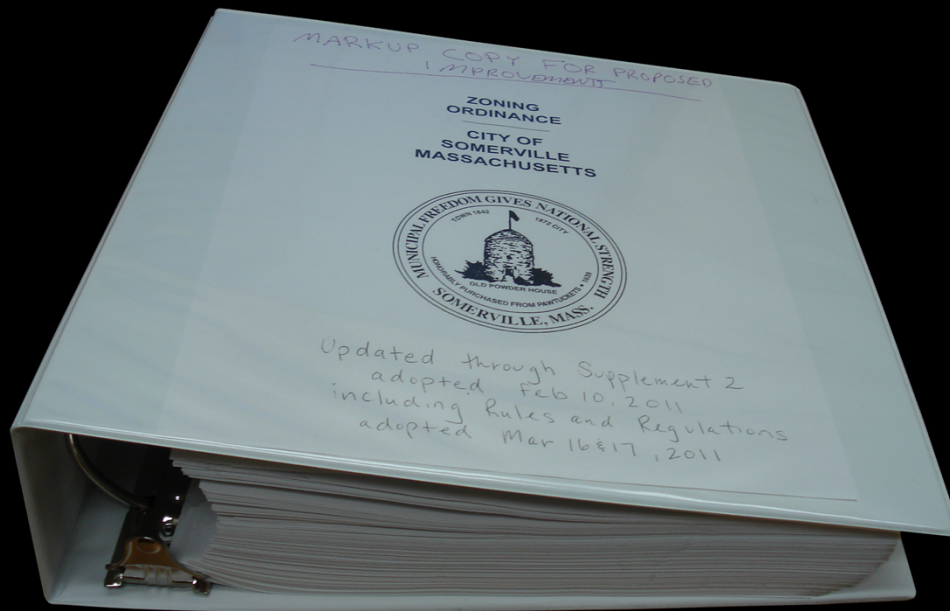 MARKUP COPY FOR PROPOSED
IMPROVEMENTS
ZONING
ORDINANCE
CITY OF
SOMERVILLE
MASSACHUSETTS
MUNICIPAL FREEDOM GIVES NATIONAL STRENGTH
TOWN 1842
1872 CITY
OLD POWDER HOUSE
HONORABLY PURCHASED FROM PAWTUCKETS • 1639
SOMERVILLE, MASS.
Updated through Supplement 2
adopted Feb 10, 2011
including Rules and Regulations
adopted Mar 16&17, 2011